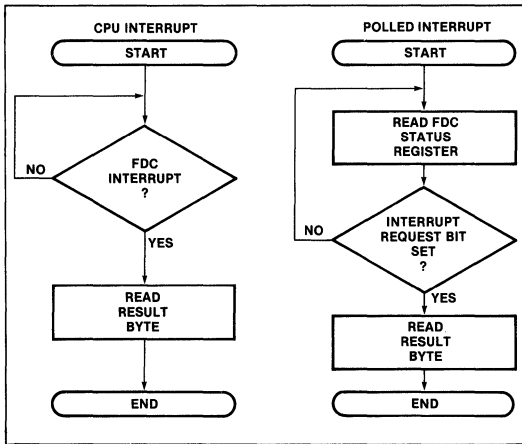 CPU INTERRUPT
START
FDC
INTERRUPT
?
NO
YES
READ
RESULT
BYTE
END
POLLED INTERRUPT
START
READ FDC
STATUS
REGISTER
INTERRUPT
REQUEST BIT
SET
?
NO
YES
READ
RESULT
BYTE
END